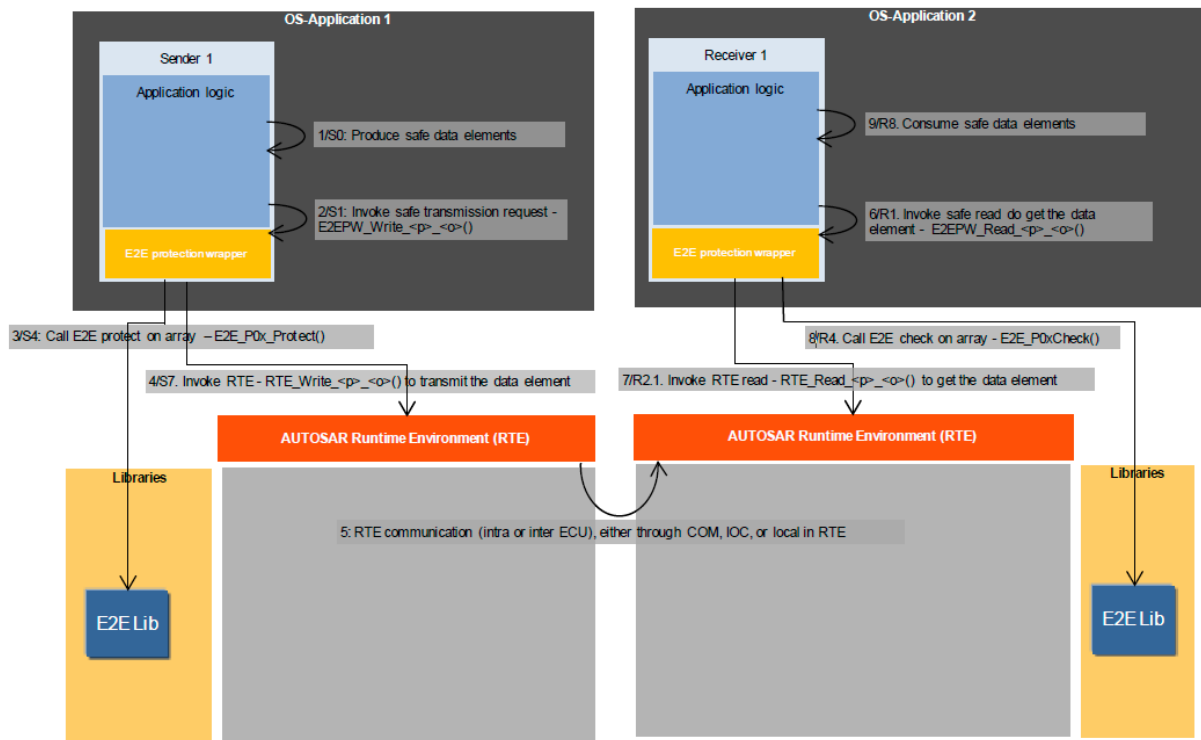 OS-Application 1
Sender 1
Application logic
1/S0: Produce safe data elements
2/S1: Invoke safe transmission request -
E2EPW_Write_<p>_<o>()
E2E protection wrapper
3/S4: Call E2E protect on array – E2E_P0x_Protect()
4/S7. Invoke RTE - RTE_Write_<p>_<o>() to transmit the data element
AUTOSAR Runtime Environment (RTE)
Libraries
E2E Lib
OS-Application 2
Receiver 1
Application logic
9/R8. Consume safe data elements
6/R1. Invoke safe read do get the data
element - E2EPW_Read_<p>_<o>()
E2E protection wrapper
8/R4. Call E2E check on array - E2E_P0xCheck()
7/R2.1. Invoke RTE read - RTE_Read_<p>_<o>() to get the data element
AUTOSAR Runtime Environment (RTE)
Libraries
5: RTE communication (intra or inter ECU), either through COM, IOC, or local in RTE
E2E Lib